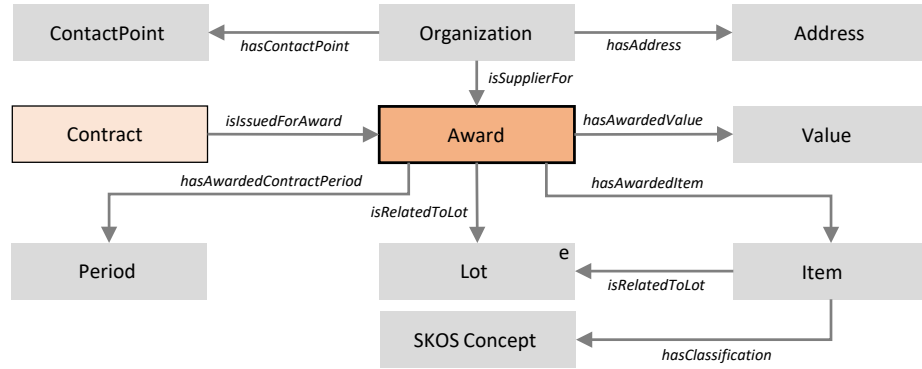 ContactPoint
hasContactPoint
Organization
hasAddress
Address
isSupplierFor
Contract
isIssuedForAward
Award
hasAwardedValue
Value
hasAwardedContractPeriod
isRelatedToLot
hasAwardedItem
Period
Lot
e
isRelatedToLot
Item
SKOS Concept
hasClassification